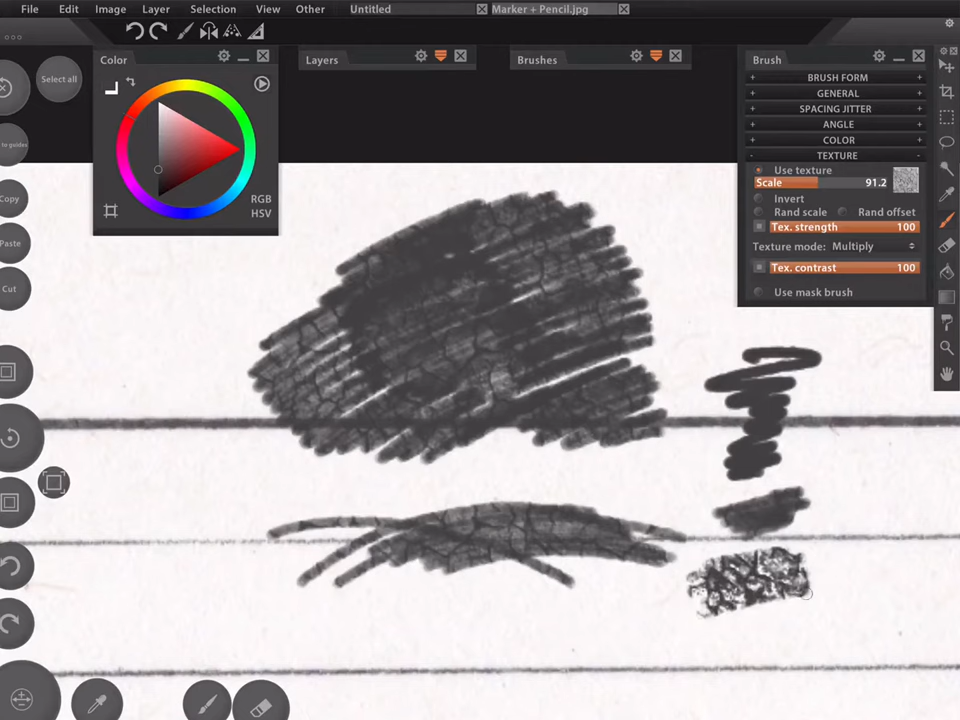 File Edit Image Layer Selection View Other Untitled Marker + Pencil.jpg
Select all
to guides
Copy
Paste
Cut
Color
RGB
HSV
Layers
Brushes
Brush
BRUSH FORM
GENERAL
SPACING JITTER
ANGLE
COLOR
TEXTURE
Use texture
Scale 91.2
Invert
Rand scale Rand offset
Tex. strength 100
Texture mode: Multiply
Tex. contrast 100
Use mask brush